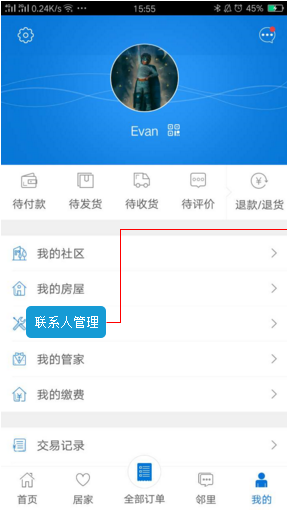 0.24K/s ... 15:55 45%
Evan
待付款 待发货 待收货 待评价 退款/退货
我的社区
我的房屋
联系人管理
我的管家
我的缴费
交易记录
首页 居家 全部订单 邻里 我的